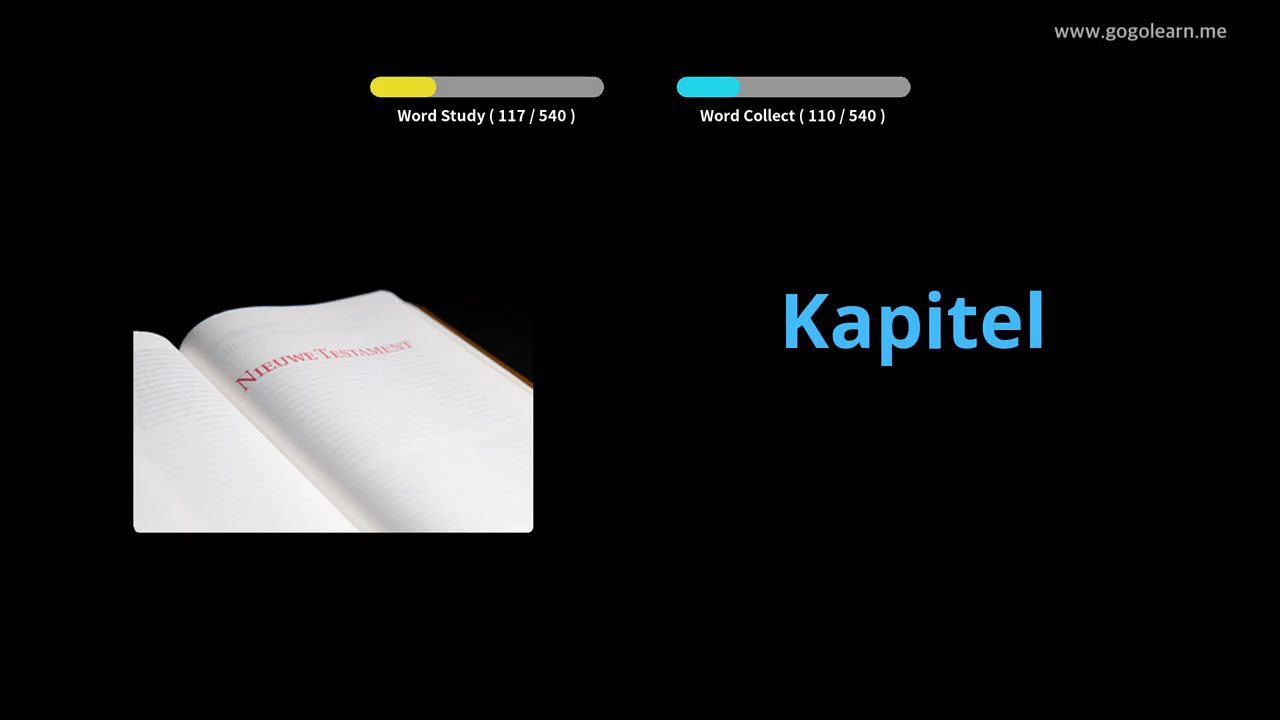 www.gogolearn.me
Word Study ( 117 / 540 )
Word Collect ( 110 / 540 )
Kapitel
NIEUWE TESTAMENT